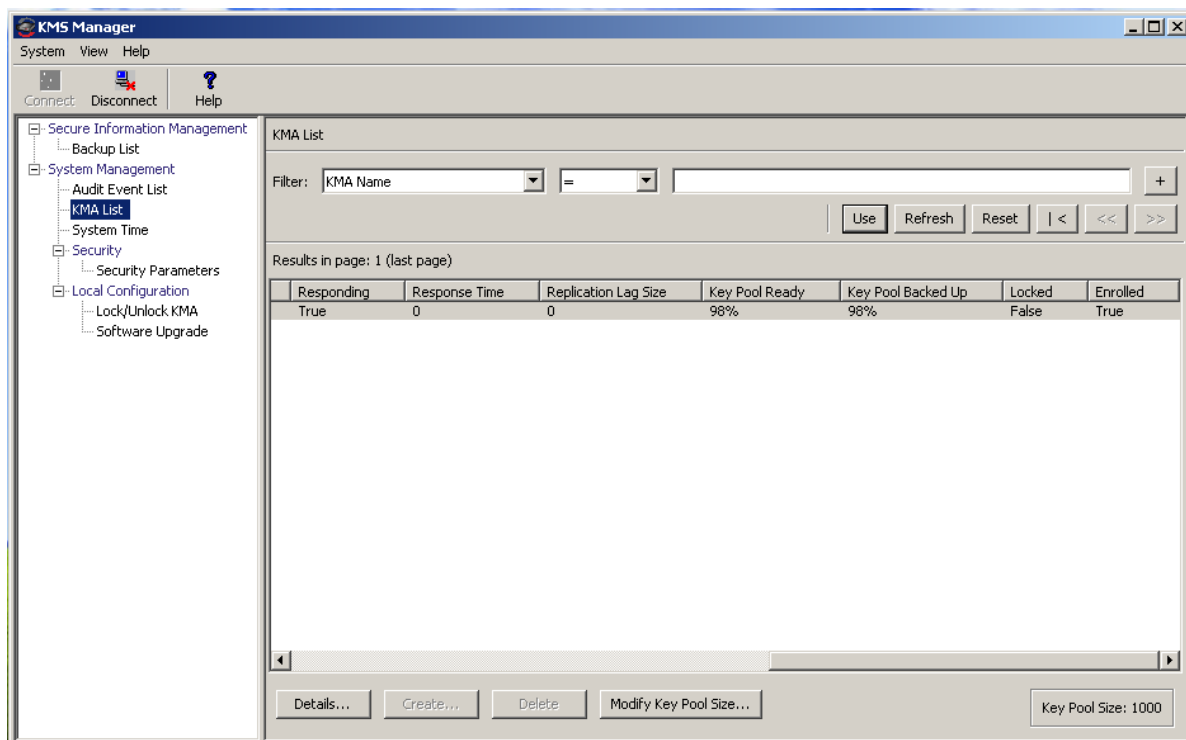 KMS Manager
System View Help
Connect Disconnect Help
Secure Information Management
Backup List
System Management
Audit Event List
KMA List
System Time
Security
Security Parameters
Local Configuration
Lock/Unlock KMA
Software Upgrade
KMA List
Filter: KMA Name = +
Use Refresh Reset |< << >>
Results in page: 1 (last page)
Responding Response Time Replication Lag Size Key Pool Ready Key Pool Backed Up Locked Enrolled
True 0 0 98% 98% False True
Details... Create... Delete Modify Key Pool Size... Key Pool Size: 1000